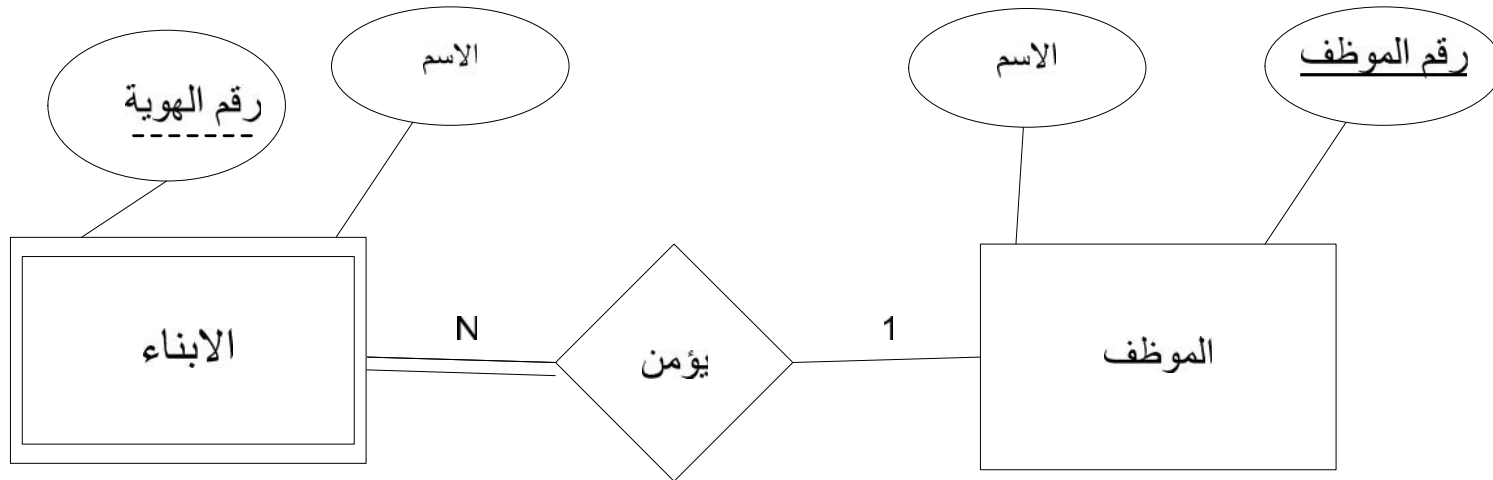 رقم الموظف
الاسم
الاسم
رقم الهوية
الموظف
1
يؤمن
N
الابناء